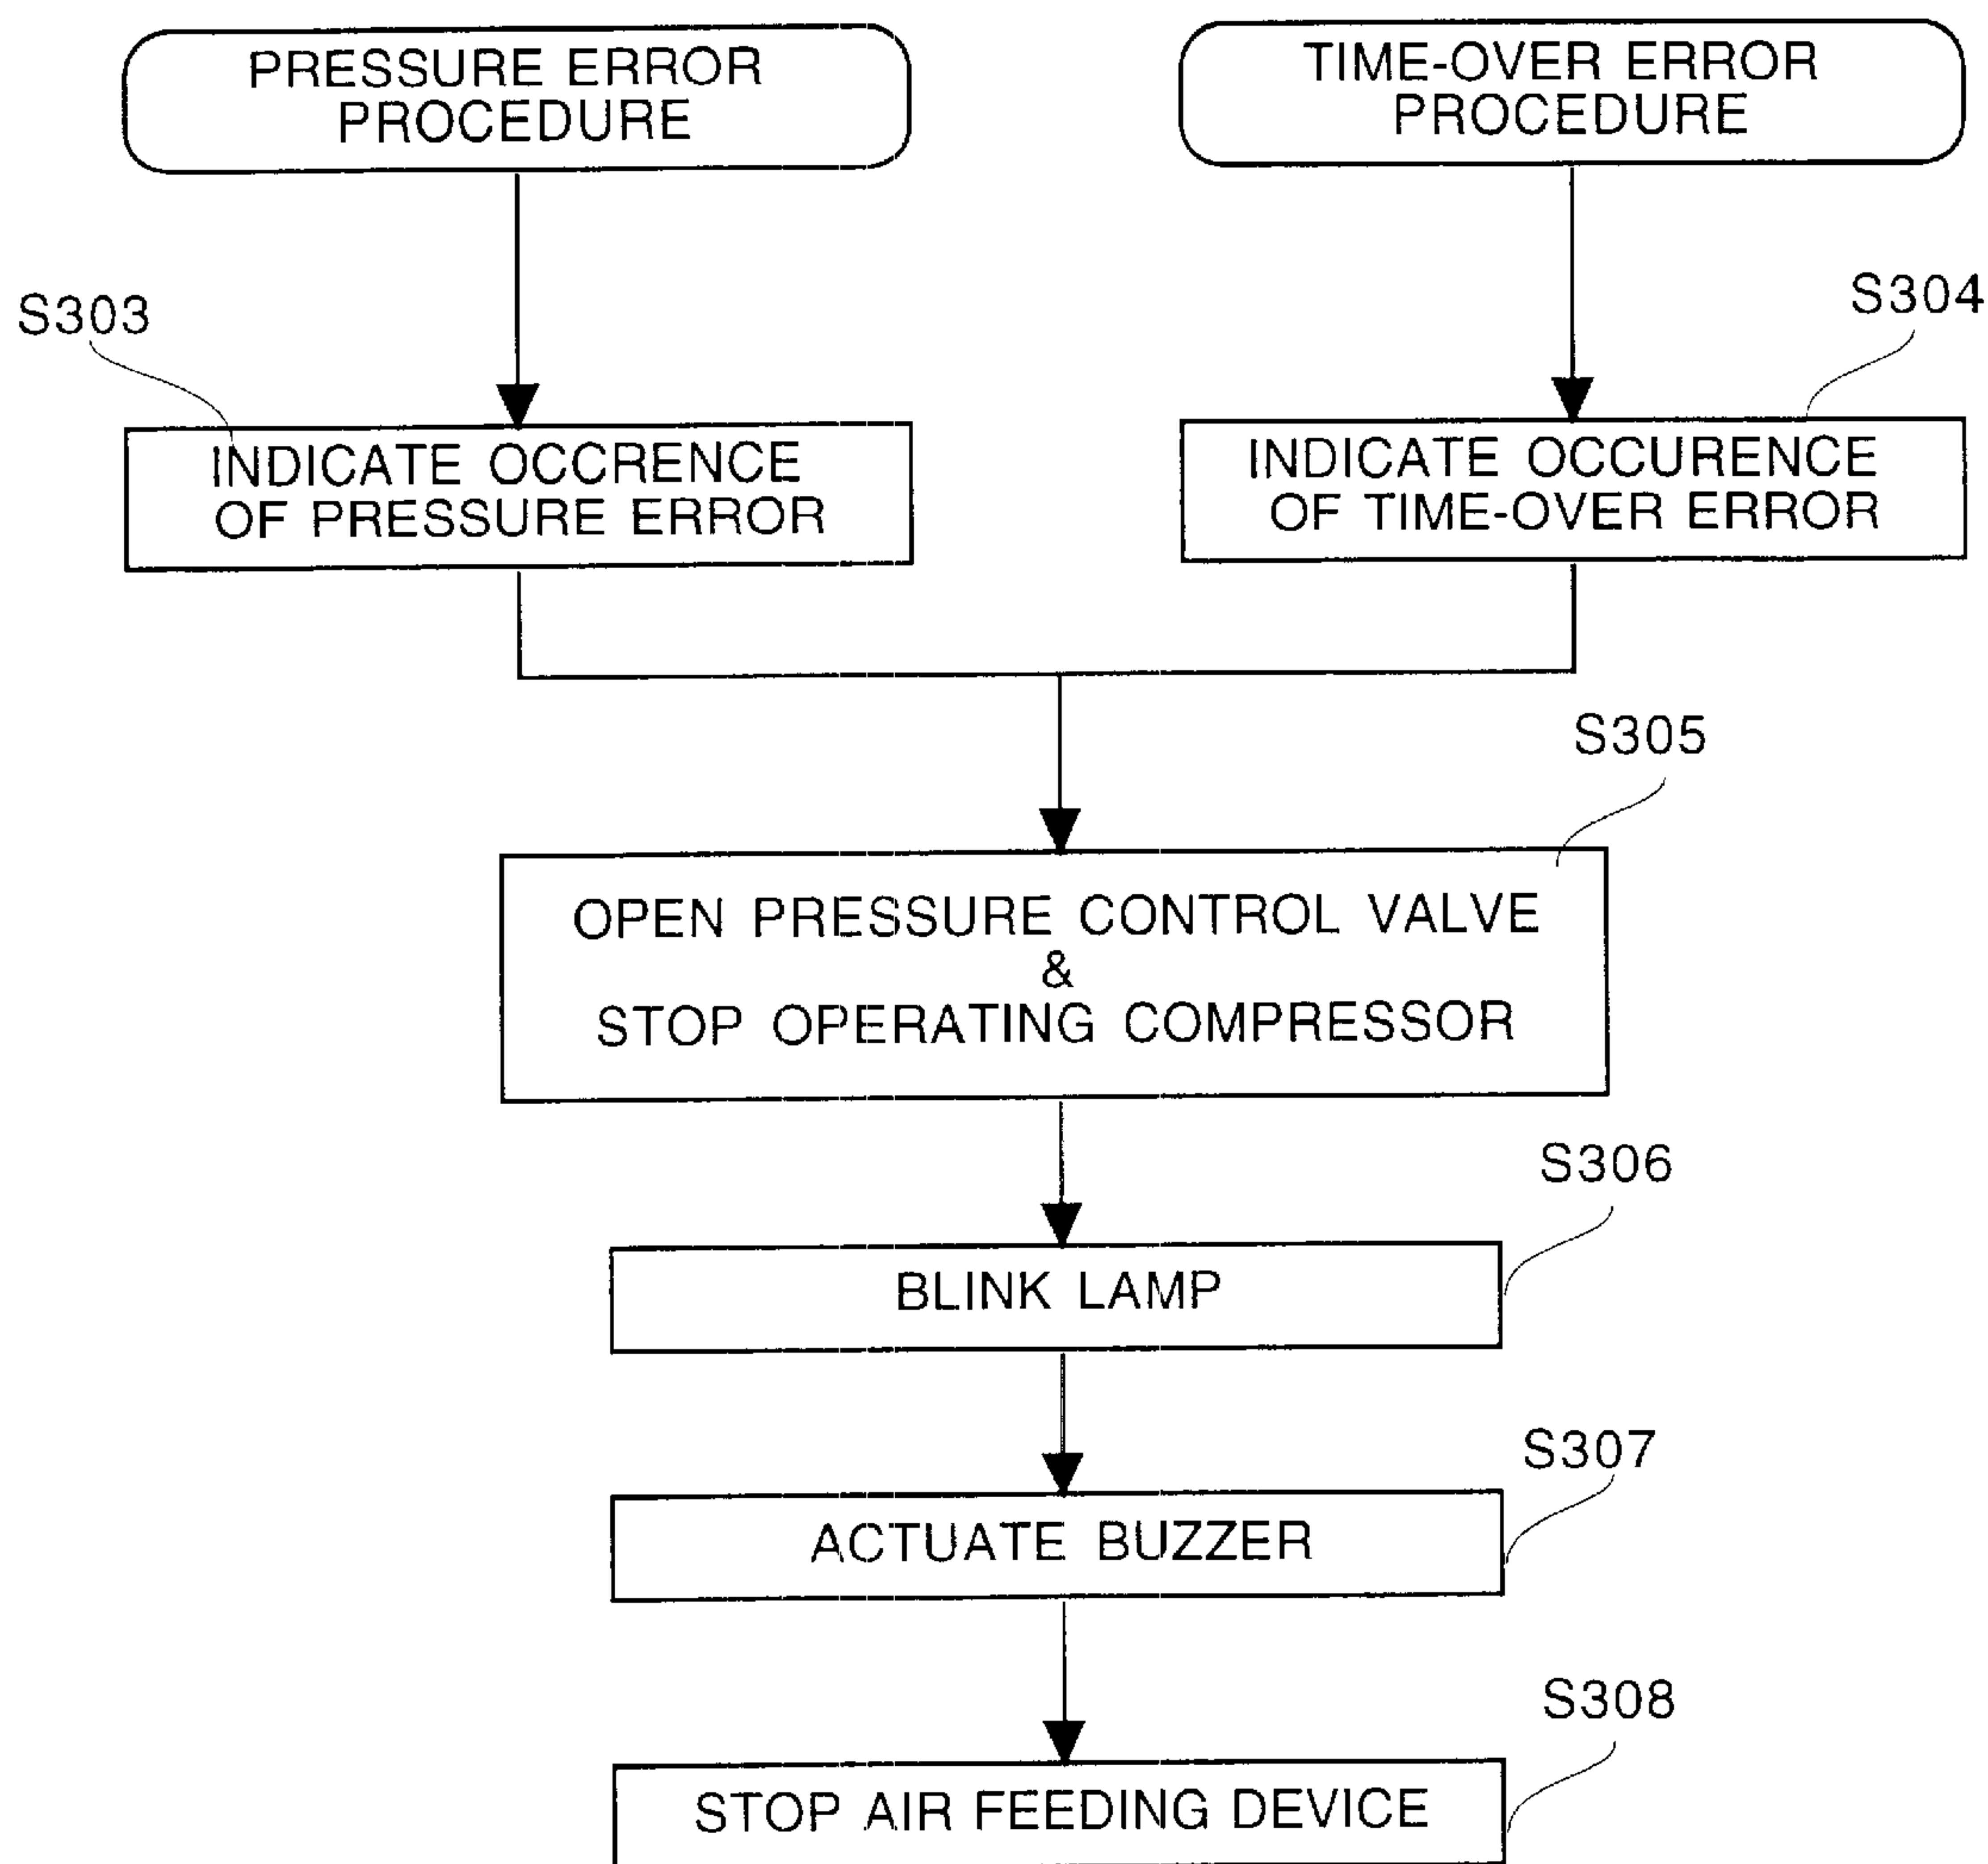 PRESSURE ERROR
PROCEDURE
TIME-OVER ERROR
PROCEDURE
S303
S304
INDICATE OCCRENCE
OF PRESSURE ERROR
INDICATE OCCURENCE
OF TIME-OVER ERROR
S305
OPEN PRESSURE CONTROL VALVE
&
STOP OPERATING COMPRESSOR
S306
BLINK LAMP
S307
ACTUATE BUZZER
S308
STOP AIR FEEDING DEVICE